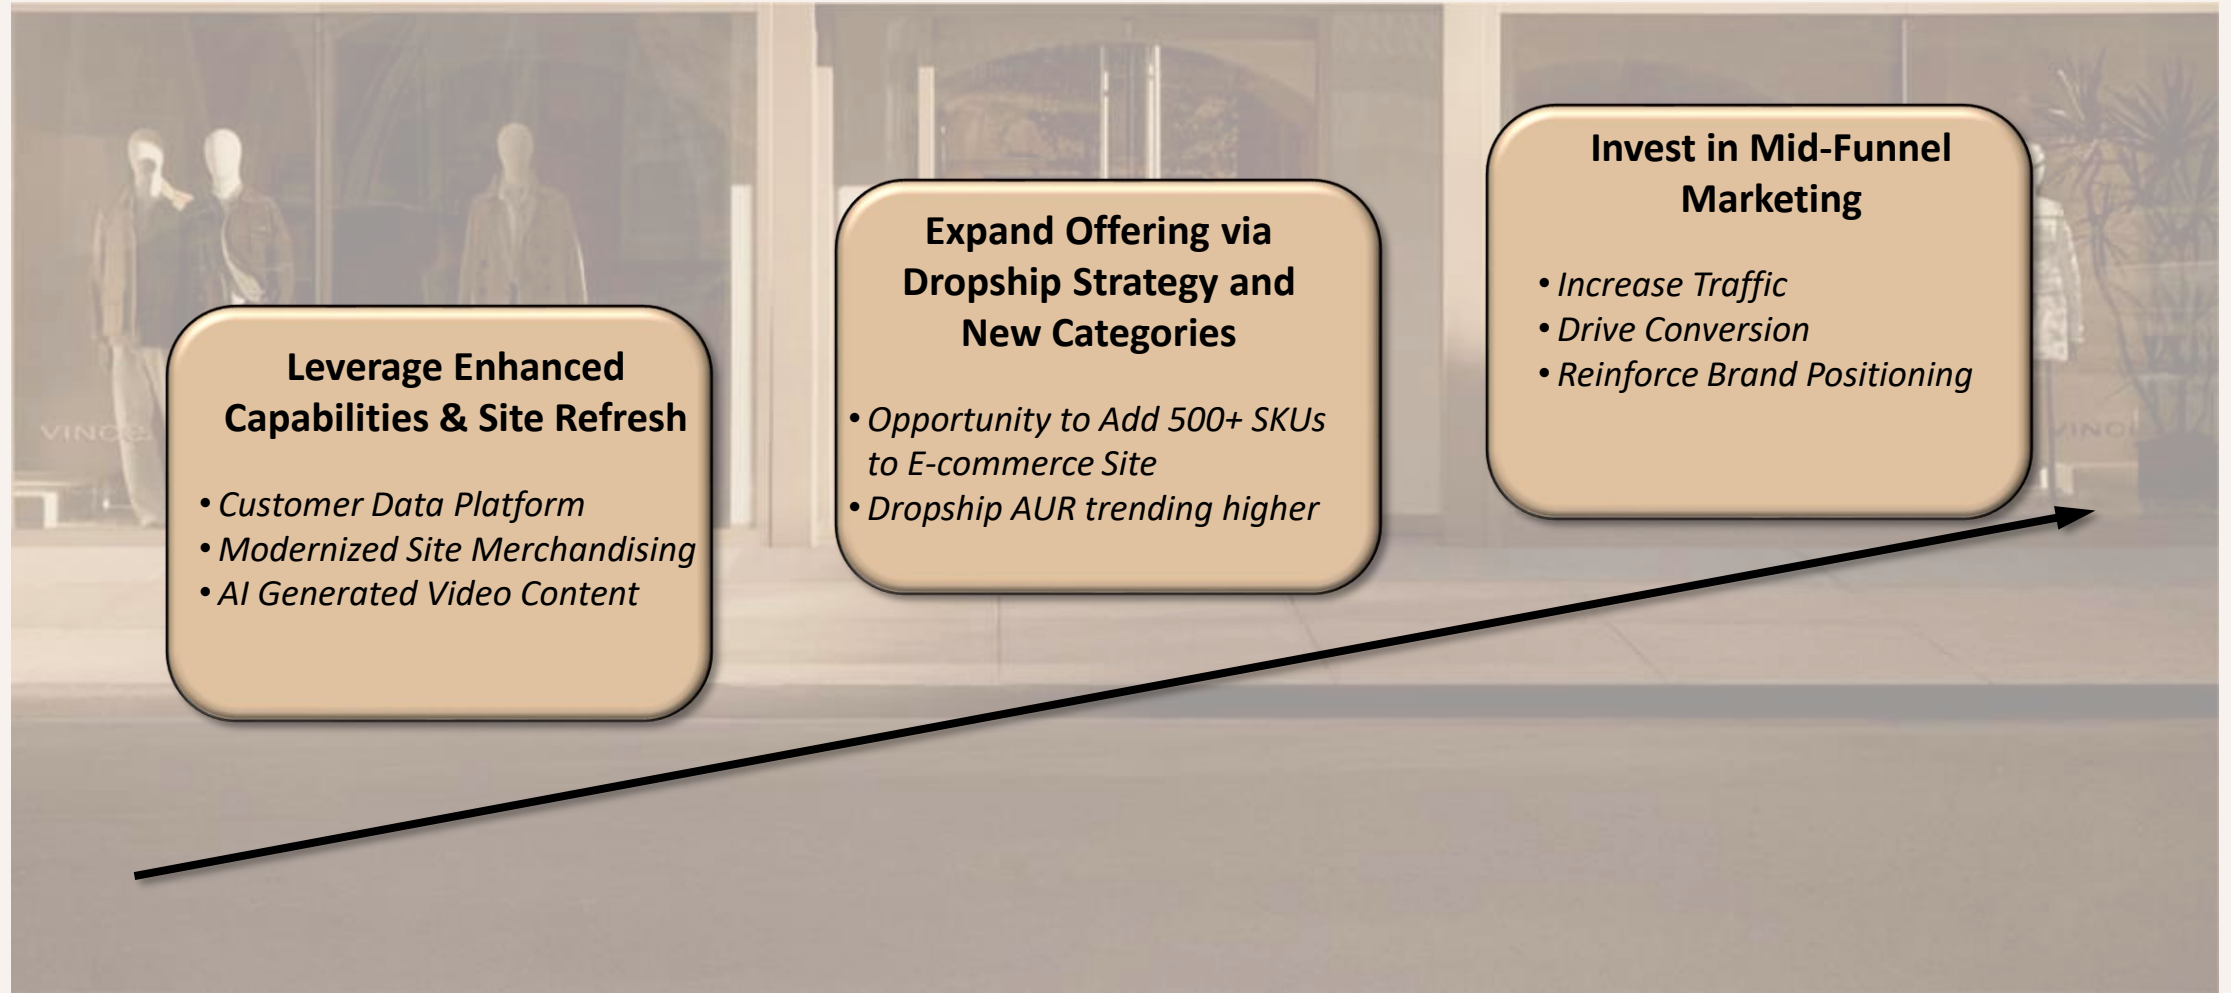 Leverage Enhanced
Capabilities & Site Refresh
• Customer Data Platform
• Modernized Site Merchandising
• AI Generated Video Content
Expand Offering via
Dropship Strategy and
New Categories
• Opportunity to Add 500+ SKUs
to E-commerce Site
• Dropship AUR trending higher
Invest in Mid-Funnel
Marketing
• Increase Traffic
• Drive Conversion
• Reinforce Brand Positioning